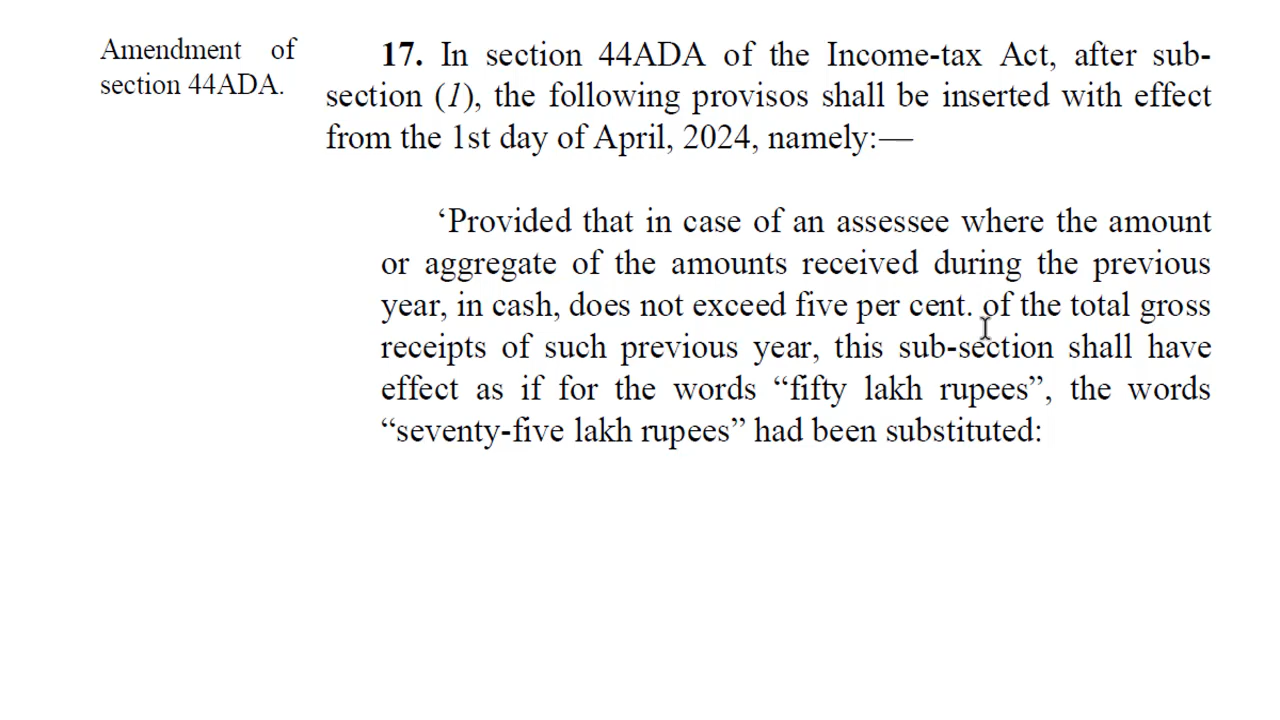 Amendment of
section 44ADA.
17. In section 44ADA of the Income-tax Act, after sub-
section (1), the following provisos shall be inserted with effect
from the 1st day of April, 2024, namely:—
‘Provided that in case of an assessee where the amount
or aggregate of the amounts received during the previous
year, in cash, does not exceed five per cent. of the total gross
receipts of such previous year, this sub-section shall have
effect as if for the words “fifty lakh rupees”, the words
“seventy-five lakh rupees” had been substituted: